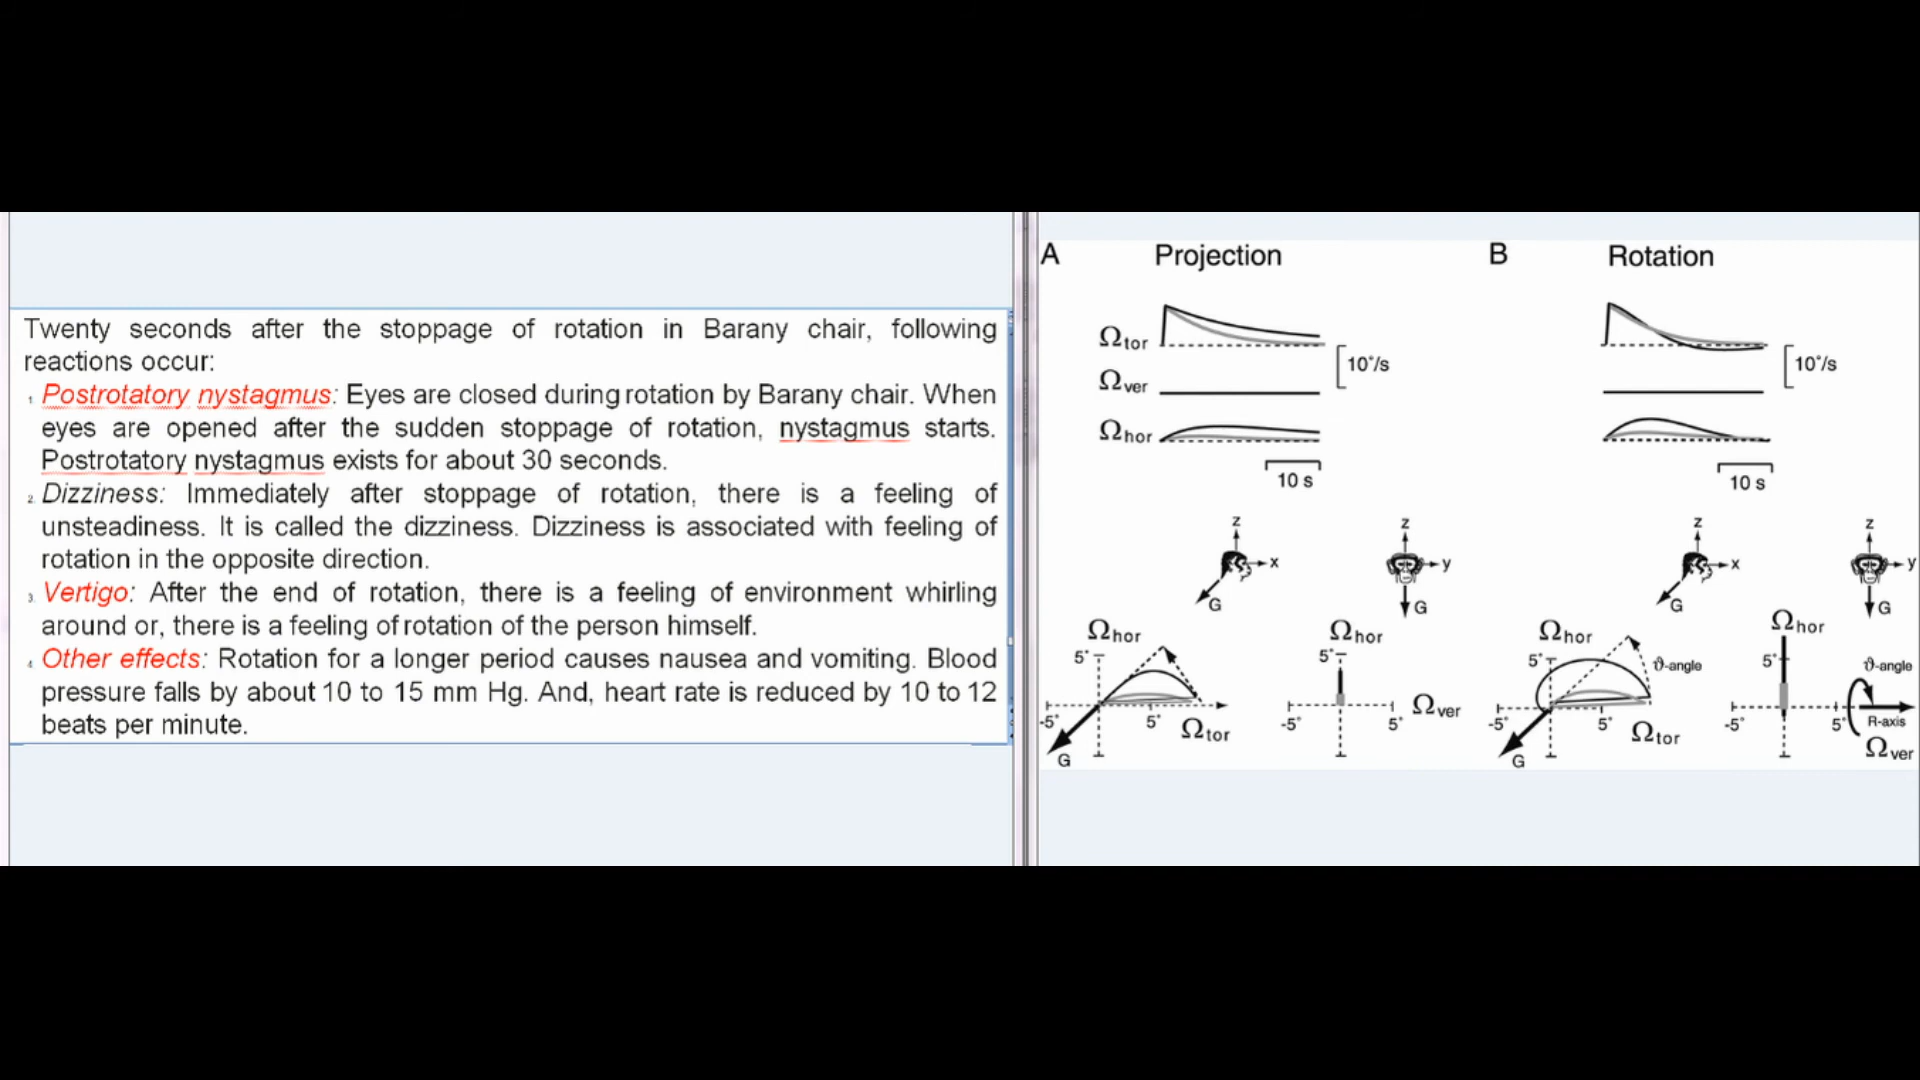 Twenty seconds after the stoppage of rotation in Barany chair, following
reactions occur:
1. Postrotatory nystagmus: Eyes are closed during rotation by Barany chair. When
eyes are opened after the sudden stoppage of rotation, nystagmus starts.
Postrotatory nystagmus exists for about 30 seconds.
2. Dizziness: Immediately after stoppage of rotation, there is a feeling of
unsteadiness. It is called the dizziness. Dizziness is associated with feeling of
rotation in the opposite direction.
3. Vertigo: After the end of rotation, there is a feeling of environment whirling
around or, there is a feeling of rotation of the person himself.
4. Other effects: Rotation for a longer period causes nausea and vomiting. Blood
pressure falls by about 10 to 15 mm Hg. And, heart rate is reduced by 10 to 12
beats per minute.
A Projection
Ωtor
10°/s
Ωver
Ωhor
10 s
z
x
G
z
y
G
Ωhor
5°
-5°
5°
Ωtor
G
Ωhor
5°
-5°
5°
Ωver
B Rotation
10°/s
10 s
z
x
G
z
y
G
Ωhor
5°
ϑ-angle
-5°
5°
Ωtor
G
Ωhor
5°
ϑ-angle
-5°
5°
R-axis
Ωver